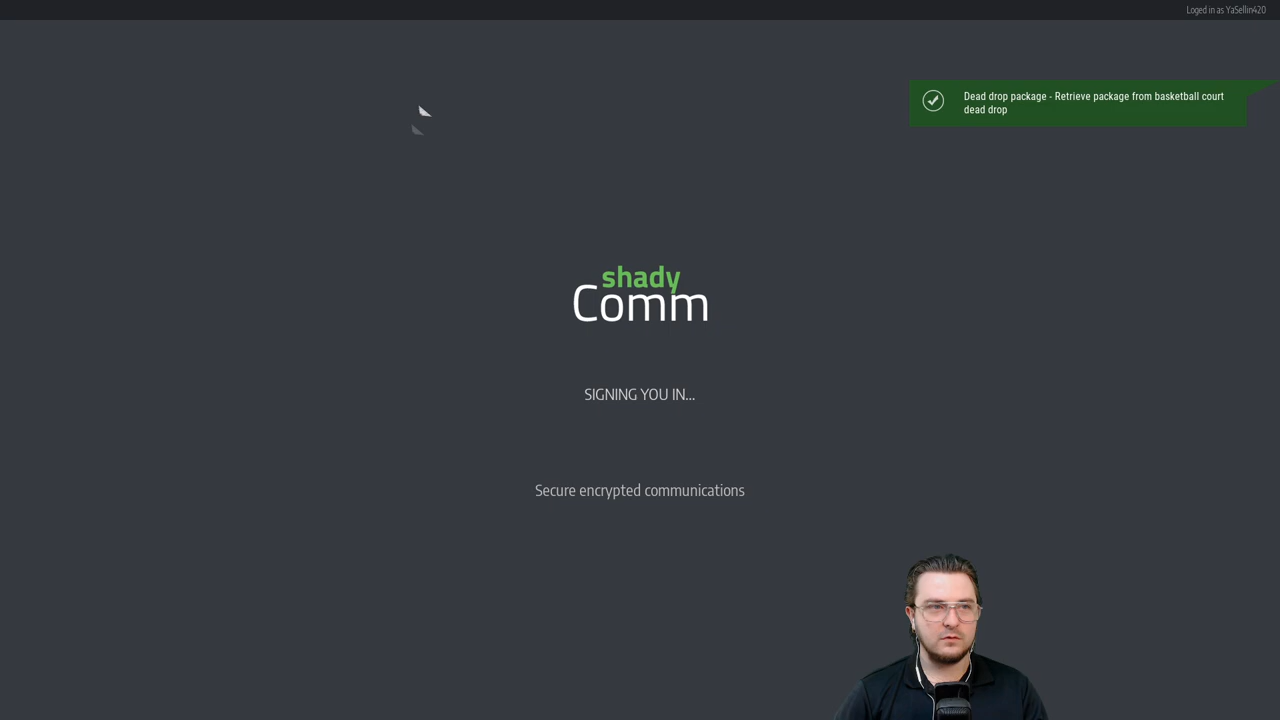 Loged in as YaSellin420
Dead drop package - Retrieve package from basketball court
dead drop
shady
Comm
SIGNING YOU IN...
Secure encrypted communications